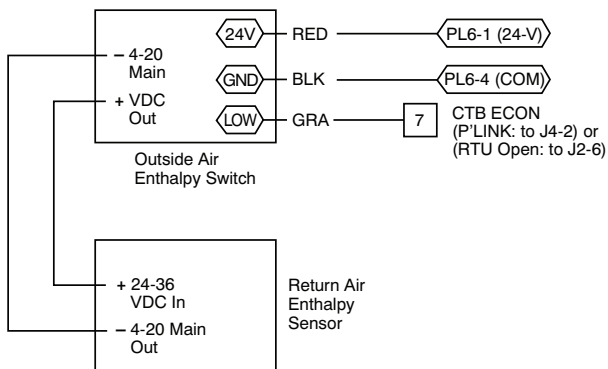 24V RED PL6-1 (24-V)
– 4-20
Main
GND BLK PL6-4 (COM)
+ VDC
Out
LOW GRA 7 CTB ECON
(P'LINK: to J4-2) or
(RTU Open: to J2-6)
Outside Air
Enthalpy Switch
+ 24-36
VDC In
– 4-20 Main
Out
Return Air
Enthalpy
Sensor